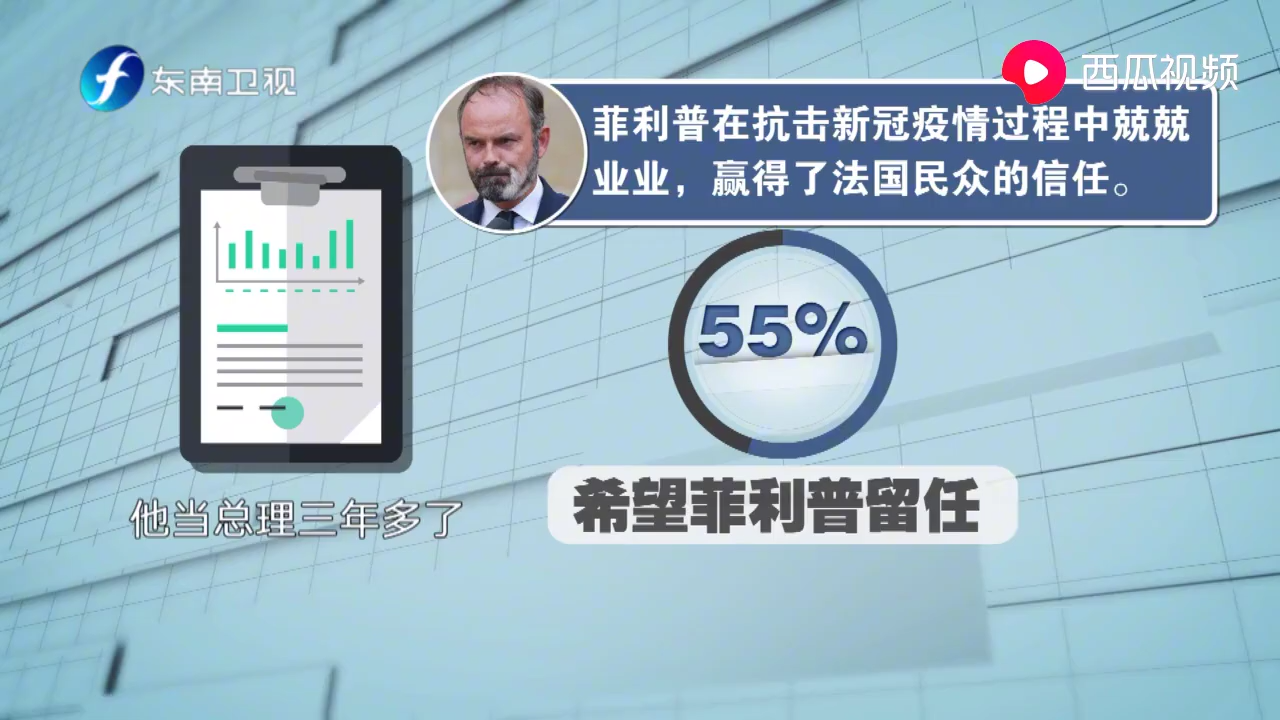 东南卫视
西瓜视频
菲利普在抗击新冠疫情过程中兢兢
业业，赢得了法国民众的信任。
55%
希望菲利普留任
他当总理三年多了